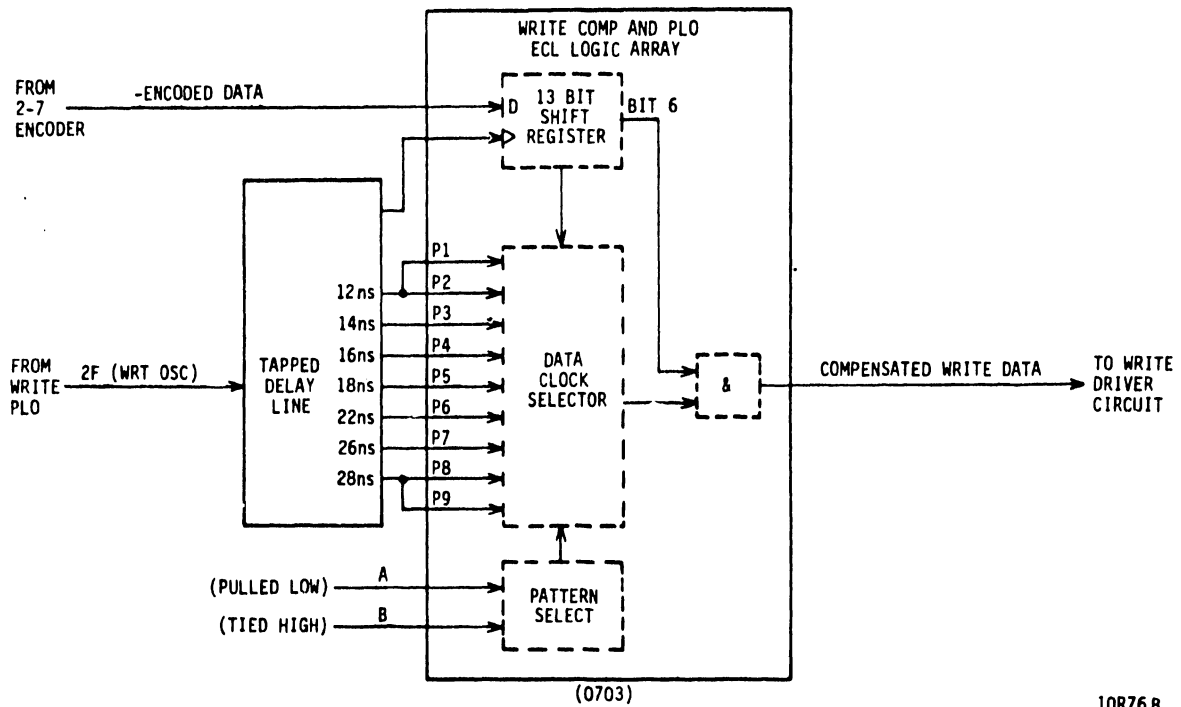 WRITE COMP AND PLO
ECL LOGIC ARRAY
FROM
2-7
ENCODER
-ENCODED DATA
D
13 BIT
SHIFT
REGISTER
BIT 6
P1
12ns
P2
14ns
P3
16ns
P4
18ns
P5
22ns
P6
26ns
P7
28ns
P8
P9
FROM
WRITE
PLO
2F (WRT OSC)
TAPPED
DELAY
LINE
DATA
CLOCK
SELECTOR
&
COMPENSATED WRITE DATA
TO WRITE
DRIVER
CIRCUIT
(PULLED LOW)
A
(TIED HIGH)
B
PATTERN
SELECT
(0703)
10R76B